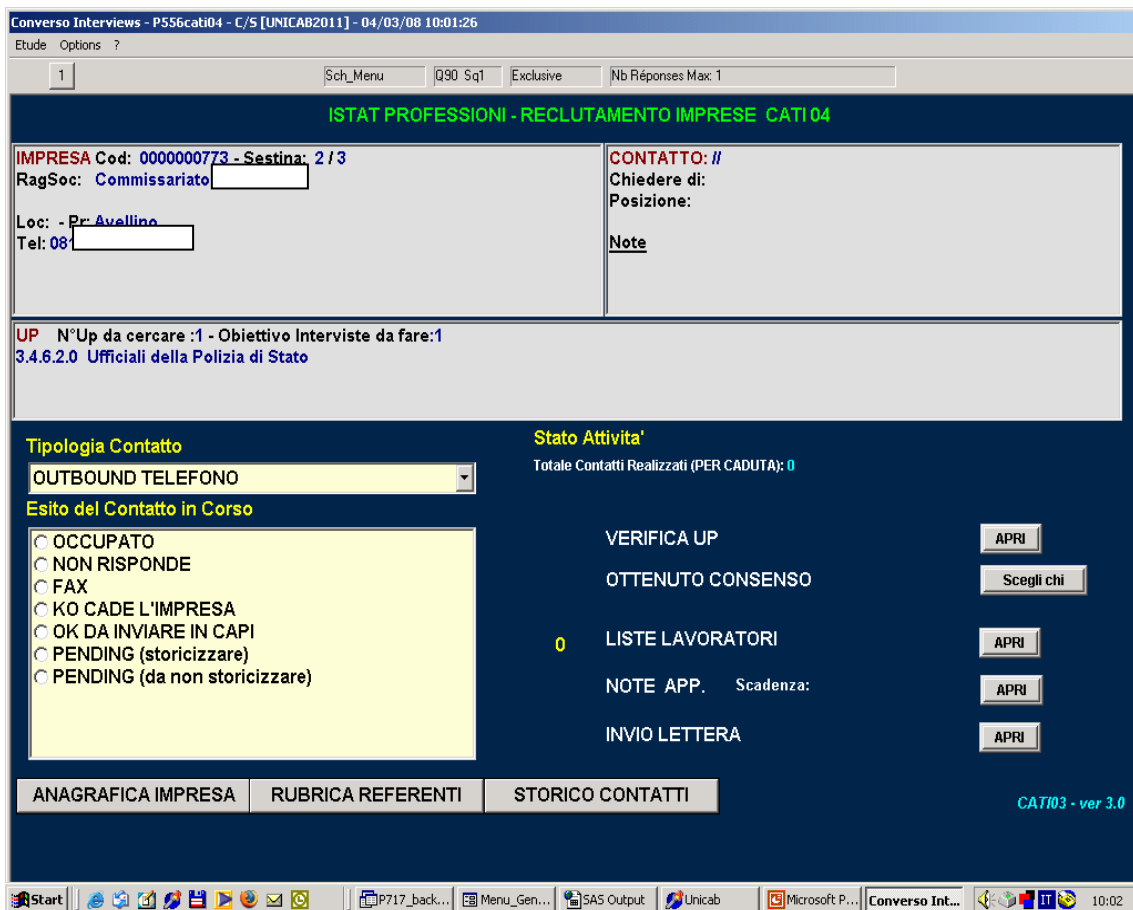 Converso Interviews - P556cati04 - C/S [UNICAB2011] - 04/03/08 10:01:26
Etude Options ?
1 Sch_Menu Q90 Sq1 Exclusive Nb Réponses Max: 1
ISTAT PROFESSIONI - RECLUTAMENTO IMPRESE CATI 04
IMPRESA Cod: 0000000773 - Sestina: 2 / 3
RagSoc: Commissariato
Loc: - Pr: Avellino
Tel: 081
CONTATTO: //
Chiedere di:
Posizione:
Note
UP N°Up da cercare :1 - Obiettivo Interviste da fare:1
3.4.6.2.0 Ufficiali della Polizia di Stato
Tipologia Contatto
OUTBOUND TELEFONO
Esito del Contatto in Corso
OCCUPATO
NON RISPONDE
FAX
KO CADE L'IMPRESA
OK DA INVIARE IN CAPI
PENDING (storicizzare)
PENDING (da non storicizzare)
Stato Attivita'
Totale Contatti Realizzati (PER CADUTA): 0
VERIFICA UP APRI
OTTENUTO CONSENSO Scegli chi
0 LISTE LAVORATORI APRI
NOTE APP. Scadenza: APRI
INVIO LETTERA APRI
ANAGRAFICA IMPRESA RUBRICA REFERENTI STORICO CONTATTI
CATI03 - ver 3.0
Start P717_back... Menu_Gen... SAS Output Unicab Microsoft P... Converso Int... IT 10:02